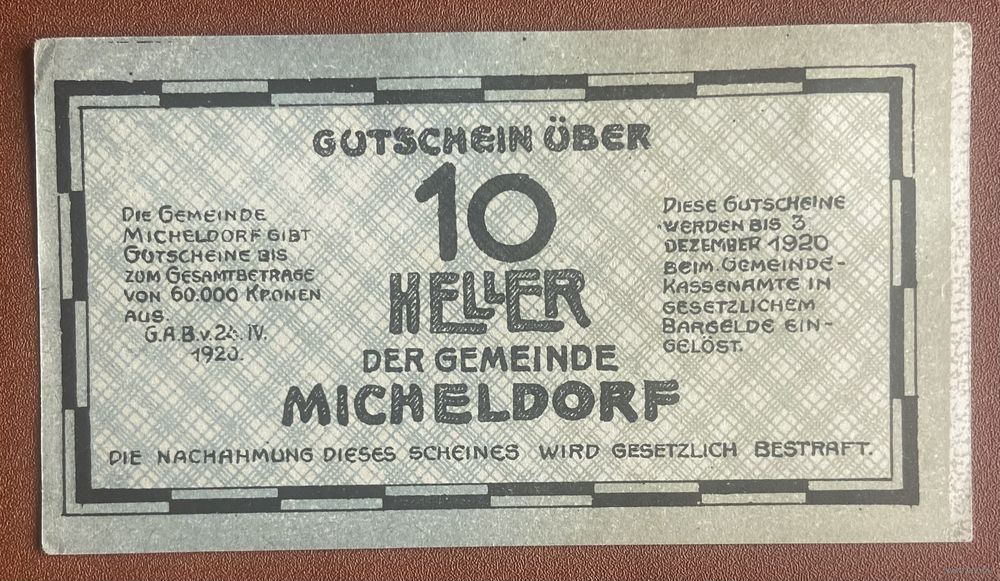 GUTSCHEIN ÜBER
10
HELLER
DER GEMEINDE
MICHELDORF
DIE GEMEINDE
MICHELDORF GIBT
GUTSCHEINE BIS
ZUM GESAMTBETRAGE
VON 60.000 KRONEN
AUS.
G.A.B.v.24.IV.
1920.
DIESE GUTSCHEINE
WERDEN BIS 3
DEZEMBER 1920
BEIM GEMEINDE-
KASSENAMTE IN
GESETZLICHEM
BARGELDE EIN-
GELÖST.
DIE NACHAHMUNG DIESES SCHEINES WIRD GESETZLICH BESTRAFT.